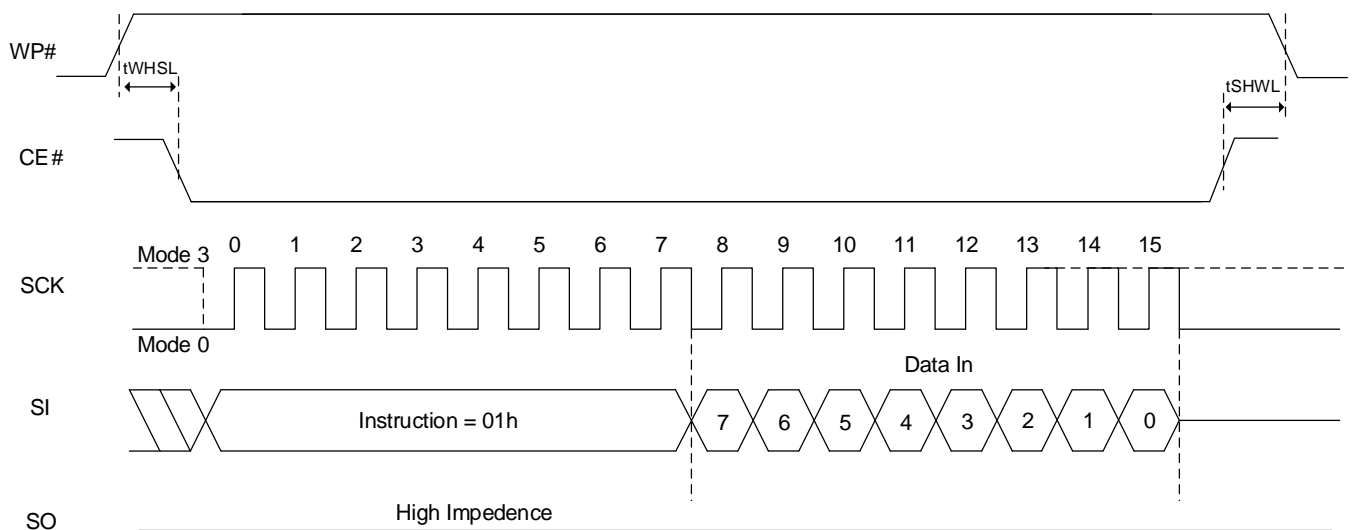 WP#
tWHSL
tSHWL
CE#
0 1 2 3 4 5 6 7 8 9 10 11 12 13 14 15
Mode 3
SCK
Mode 0
Data In
SI
Instruction = 01h
7 6 5 4 3 2 1 0
High Impedence
SO